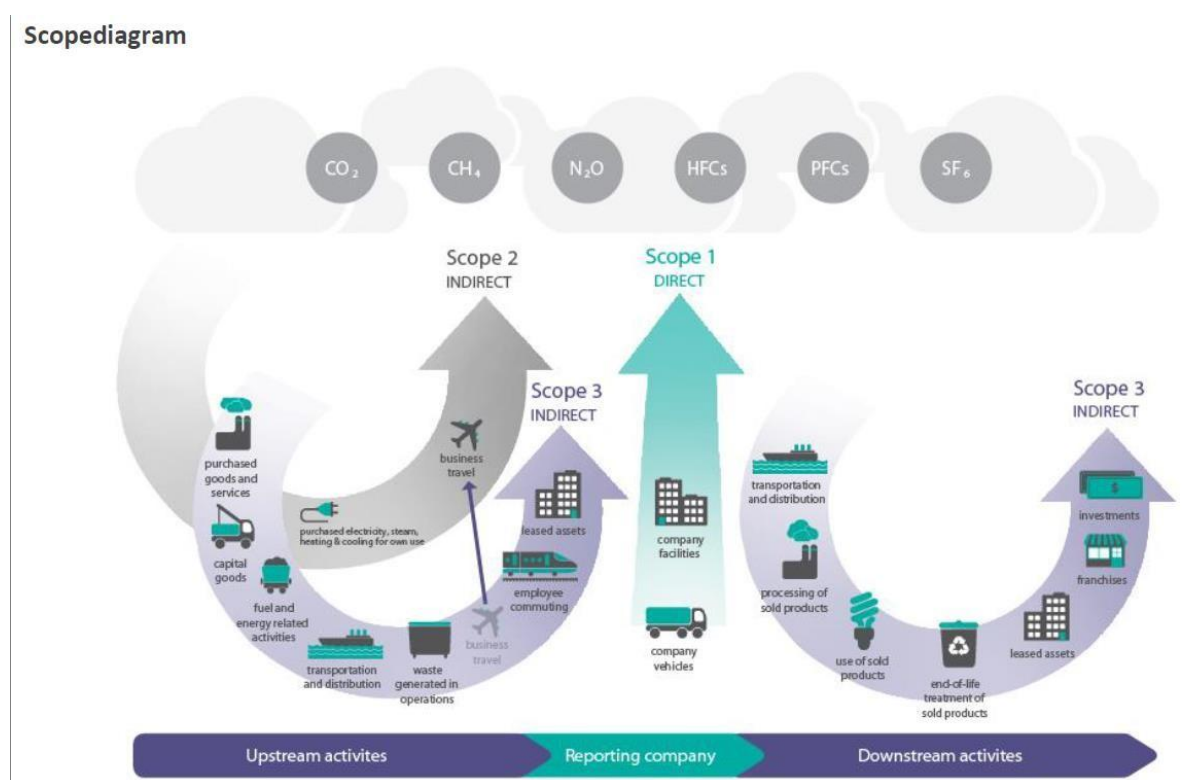 Scopediagram
CO₂
CH₄
N₂O
HFCs
PFCs
SF₆
Scope 2
INDIRECT
Scope 1
DIRECT
Scope 3
INDIRECT
Scope 3
INDIRECT
purchased
goods and
services
capital
goods
fuel and
energy related
activities
purchased electricity, steam,
heating & cooling for own use
transportation
and distribution
waste
generated in
operations
business
travel
business
travel
employee
commuting
leased assets
company
facilities
company
vehicles
transportation
and distribution
processing of
sold products
use of sold
products
end-of-life
treatment of
sold products
leased assets
franchises
investments
Upstream activites
Reporting company
Downstream activites